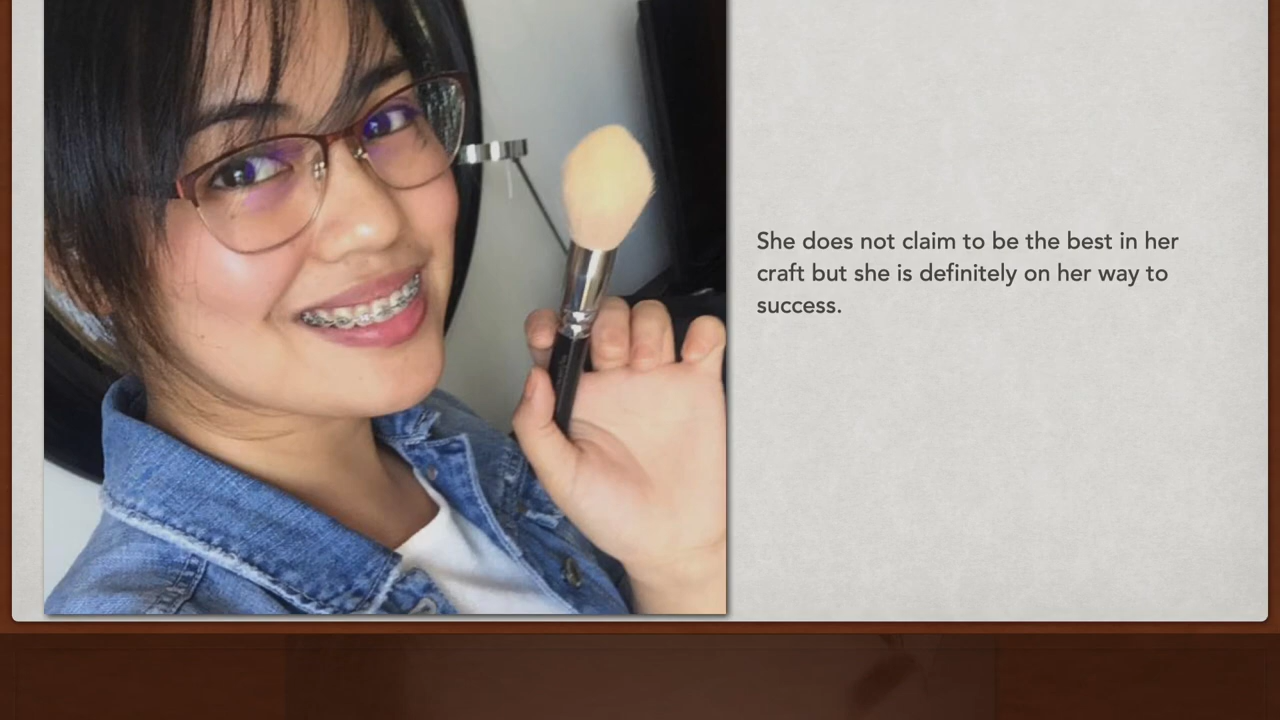 She does not claim to be the best in her
craft but she is definitely on her way to
success.